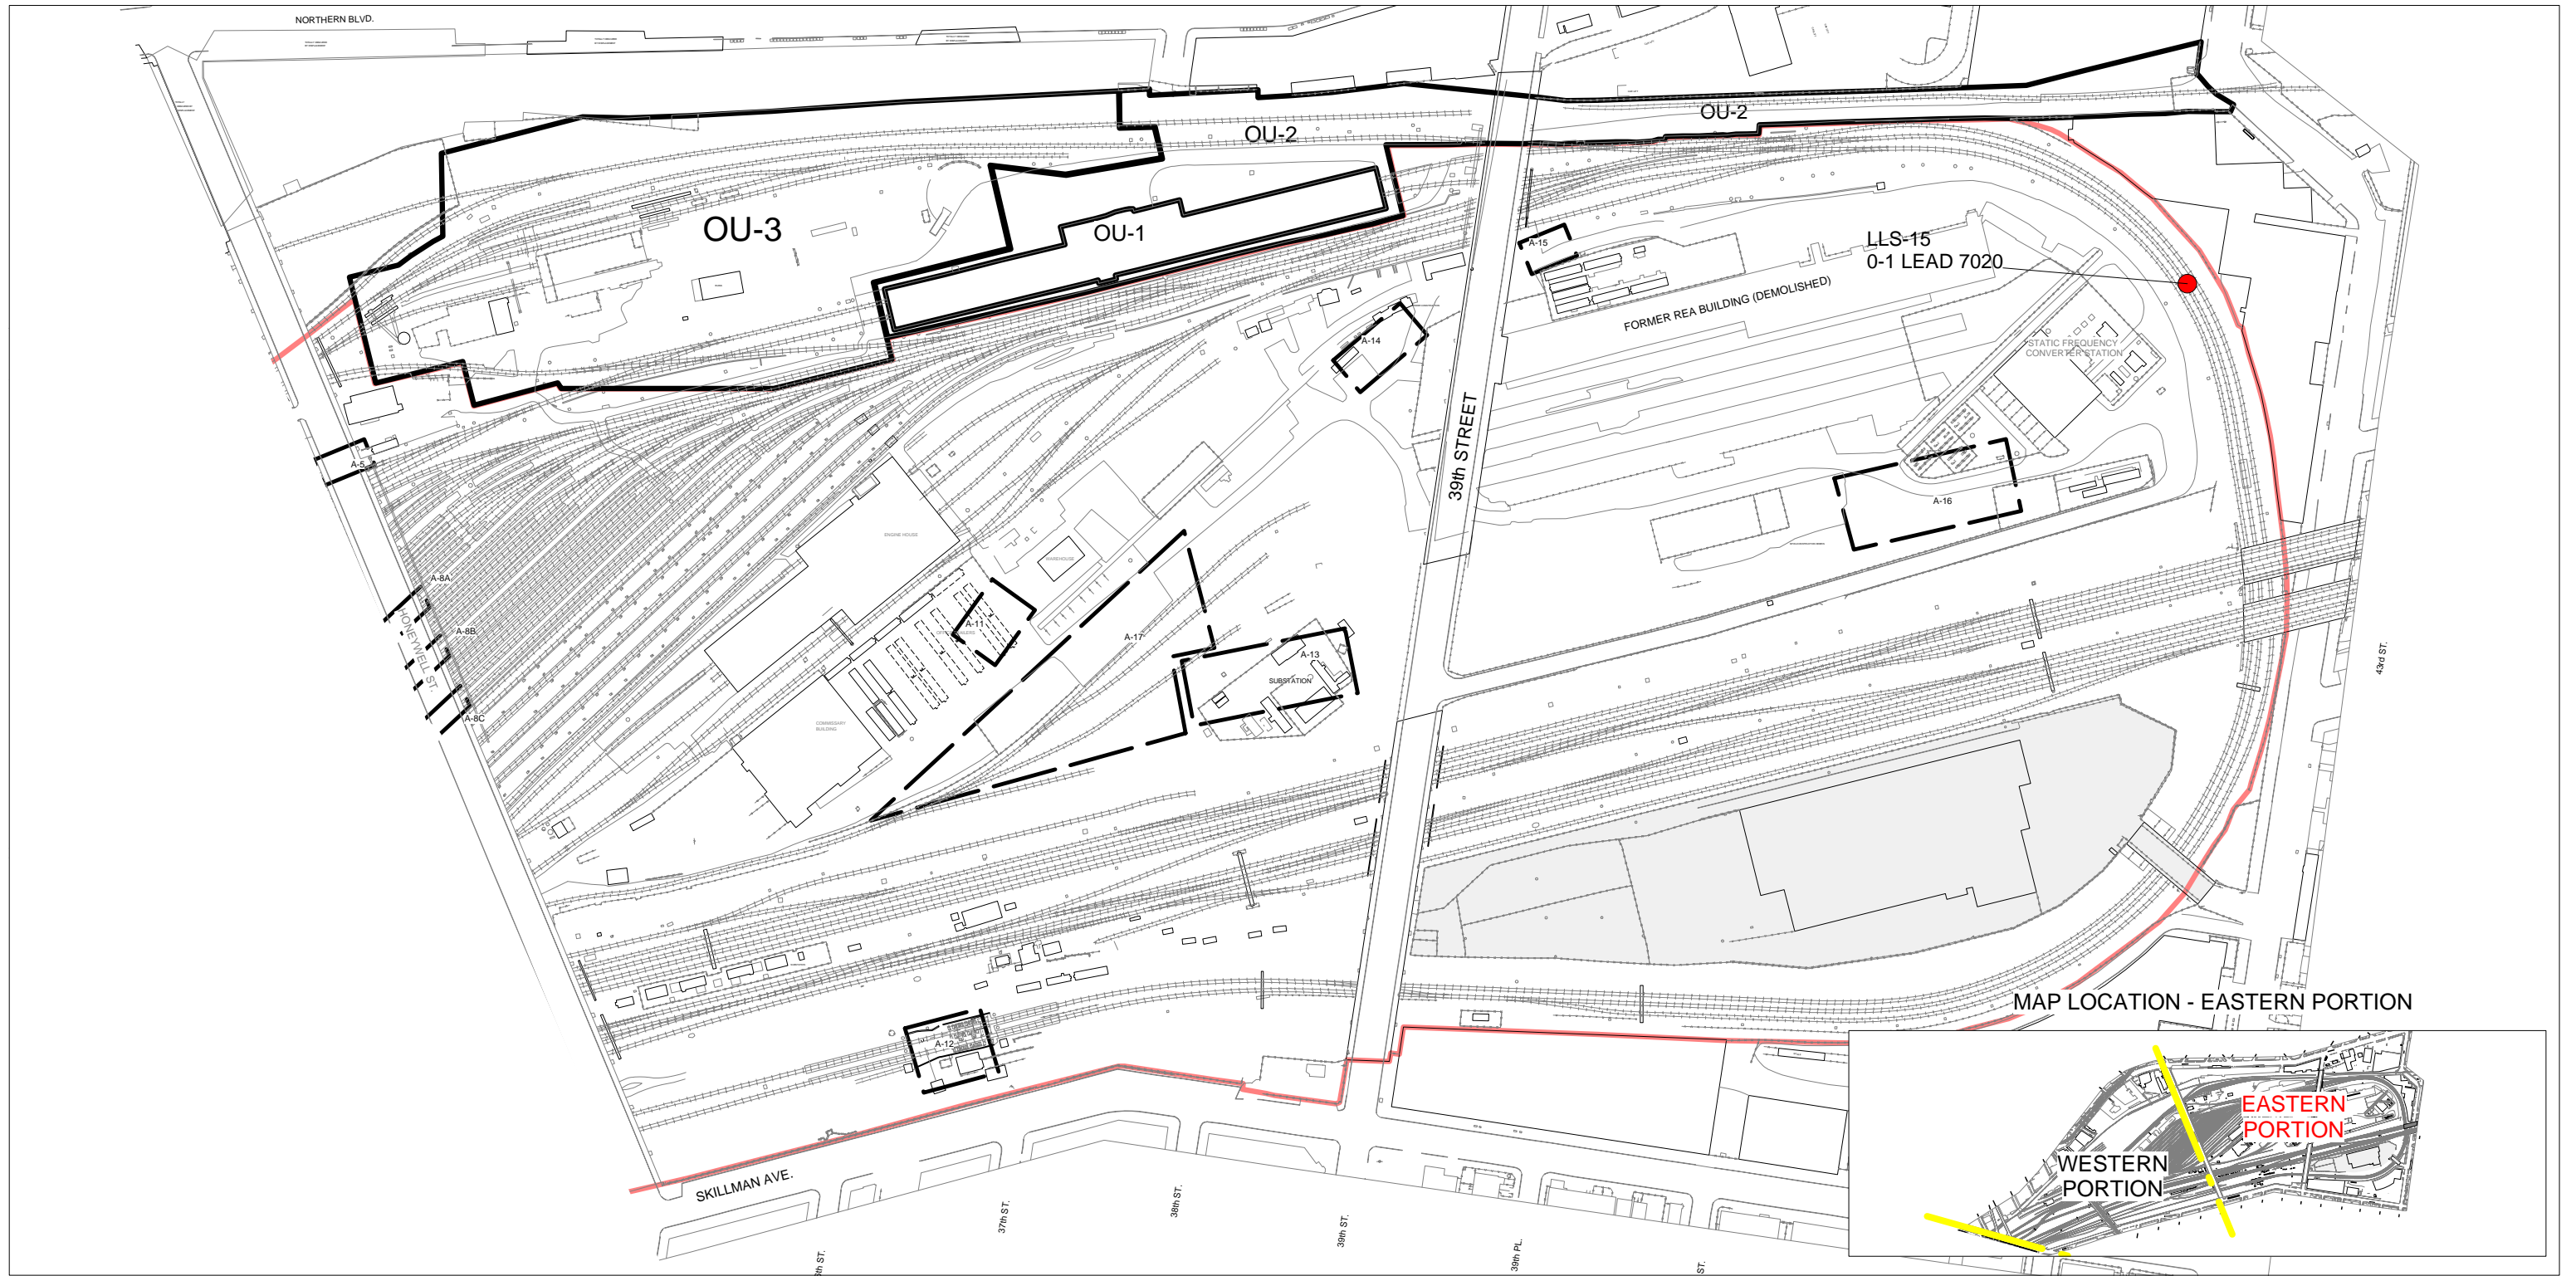 NORTHERN BLVD.
OU-2
OU-2
OU-3
OU-1
A-15
LLS-15
0-1 LEAD 7020
FORMER REA BUILDING (DEMOLISHED)
A-14
STATIC FREQUENCY
CONVERTER STATION
39th STREET
A-5
A-16
ENGINE HOUSE
WAREHOUSE
A-8A
HONEYWELL ST.
A-8B
A-11
A-17
A-13
SUBSTATION
43rd ST.
A-8C
COMMISSARY
BUILDING
A-12
MAP LOCATION - EASTERN PORTION
EASTERN
PORTION
WESTERN
PORTION
SKILLMAN AVE.
37th ST.
38th ST.
39th ST.
39th PL.
ST.